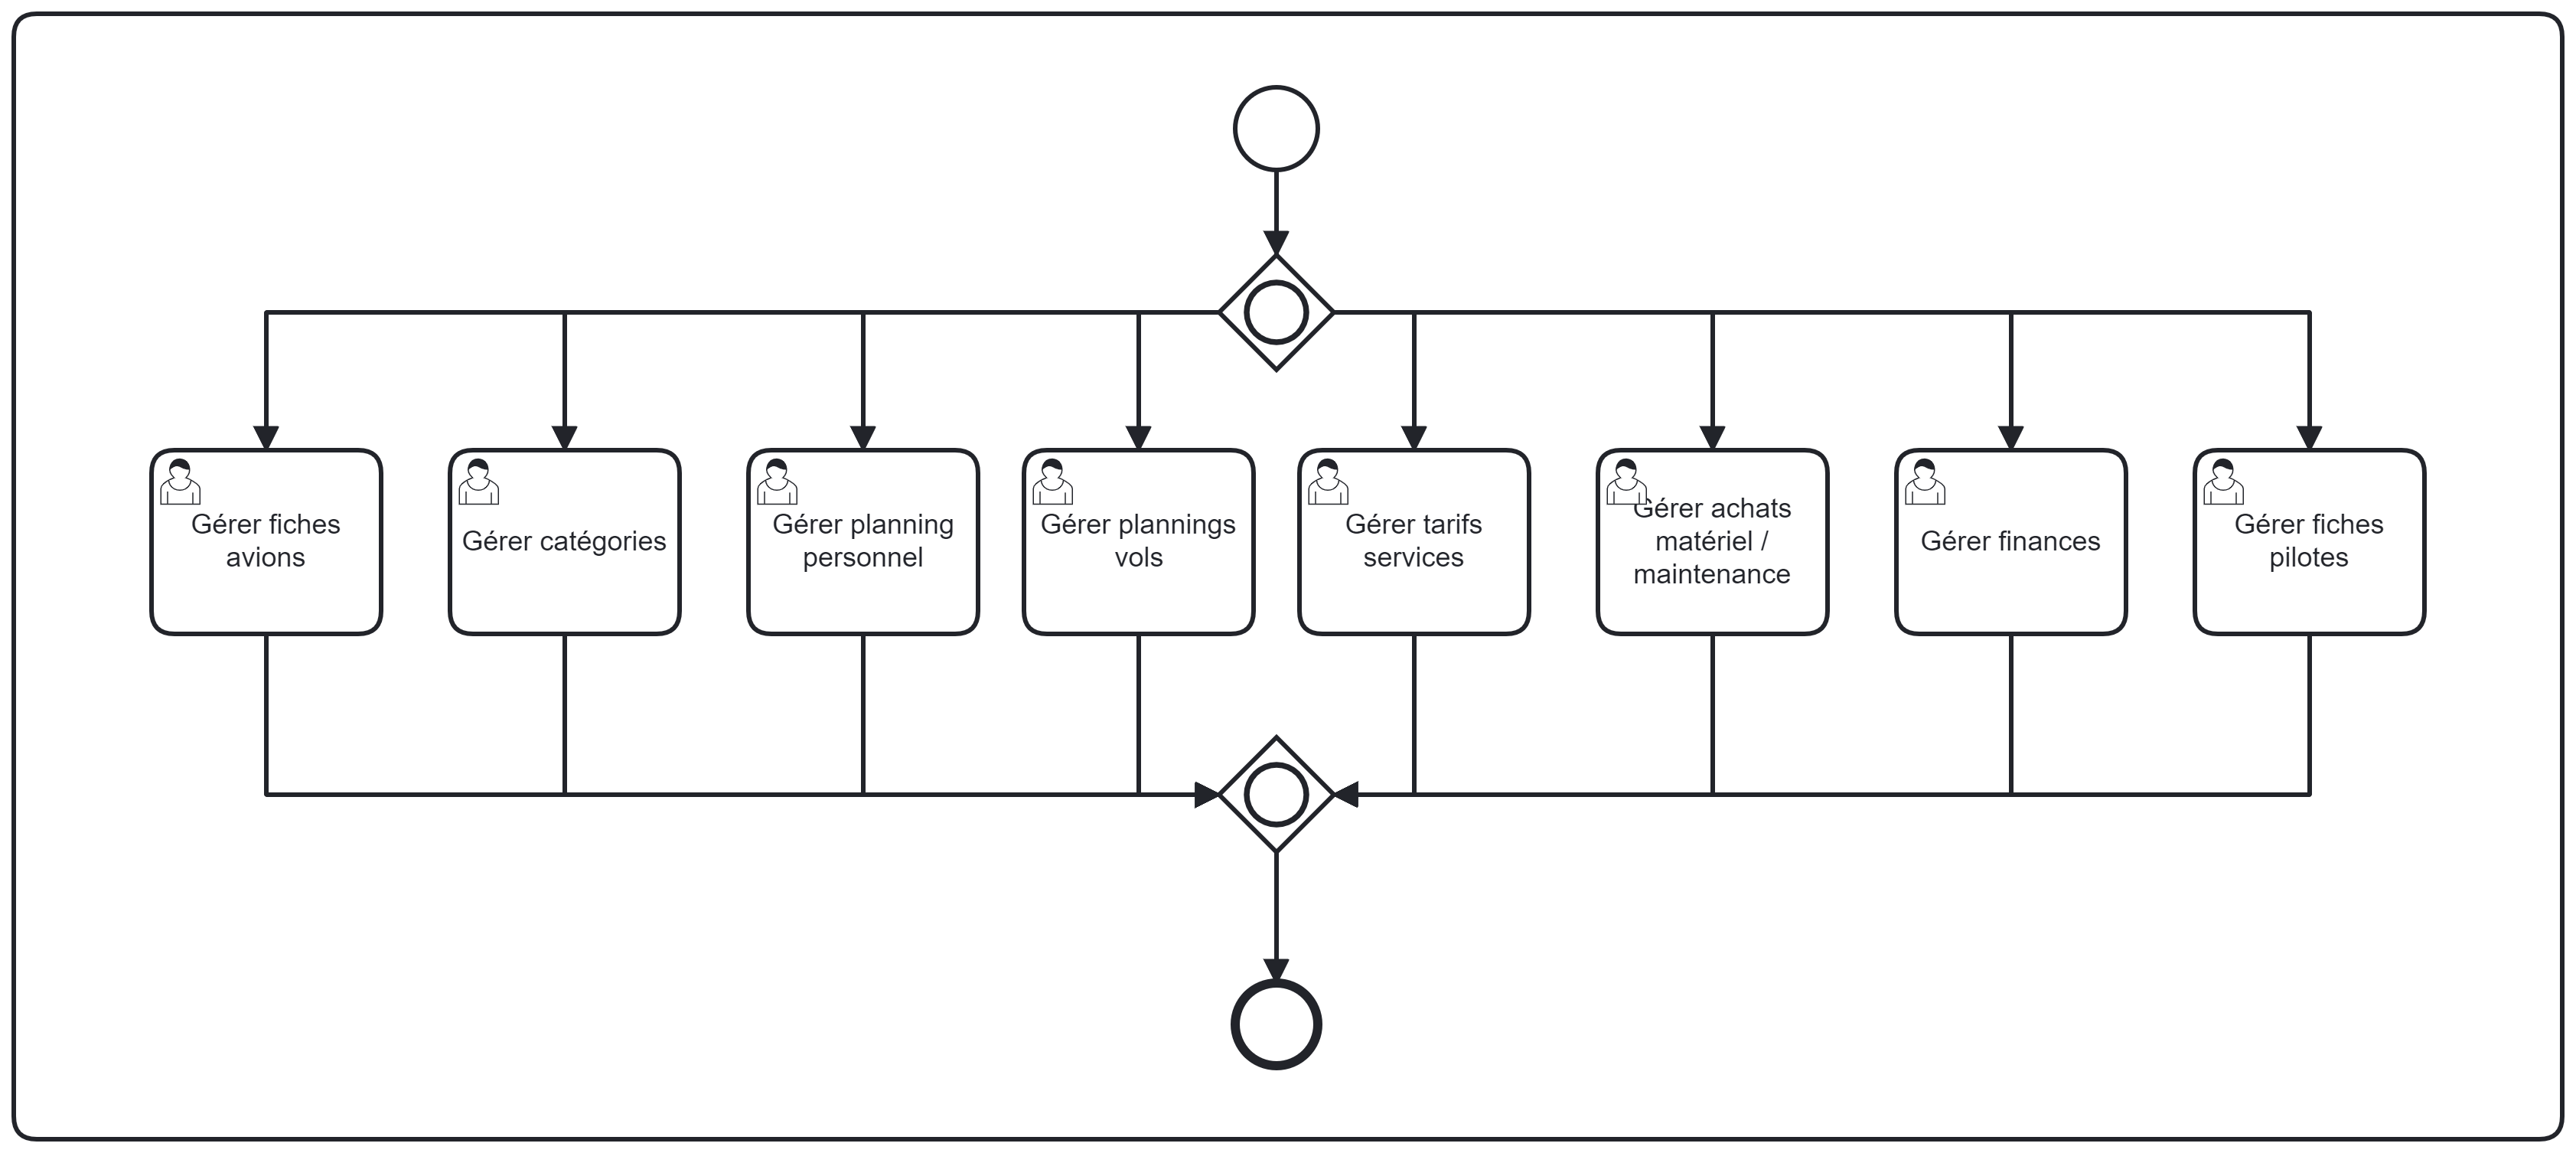 Gérer fiches
avions
Gérer catégories
Gérer planning
personnel
Gérer plannings
vols
Gérer tarifs
services
Gérer achats
matériel /
maintenance
Gérer finances
Gérer fiches
pilotes